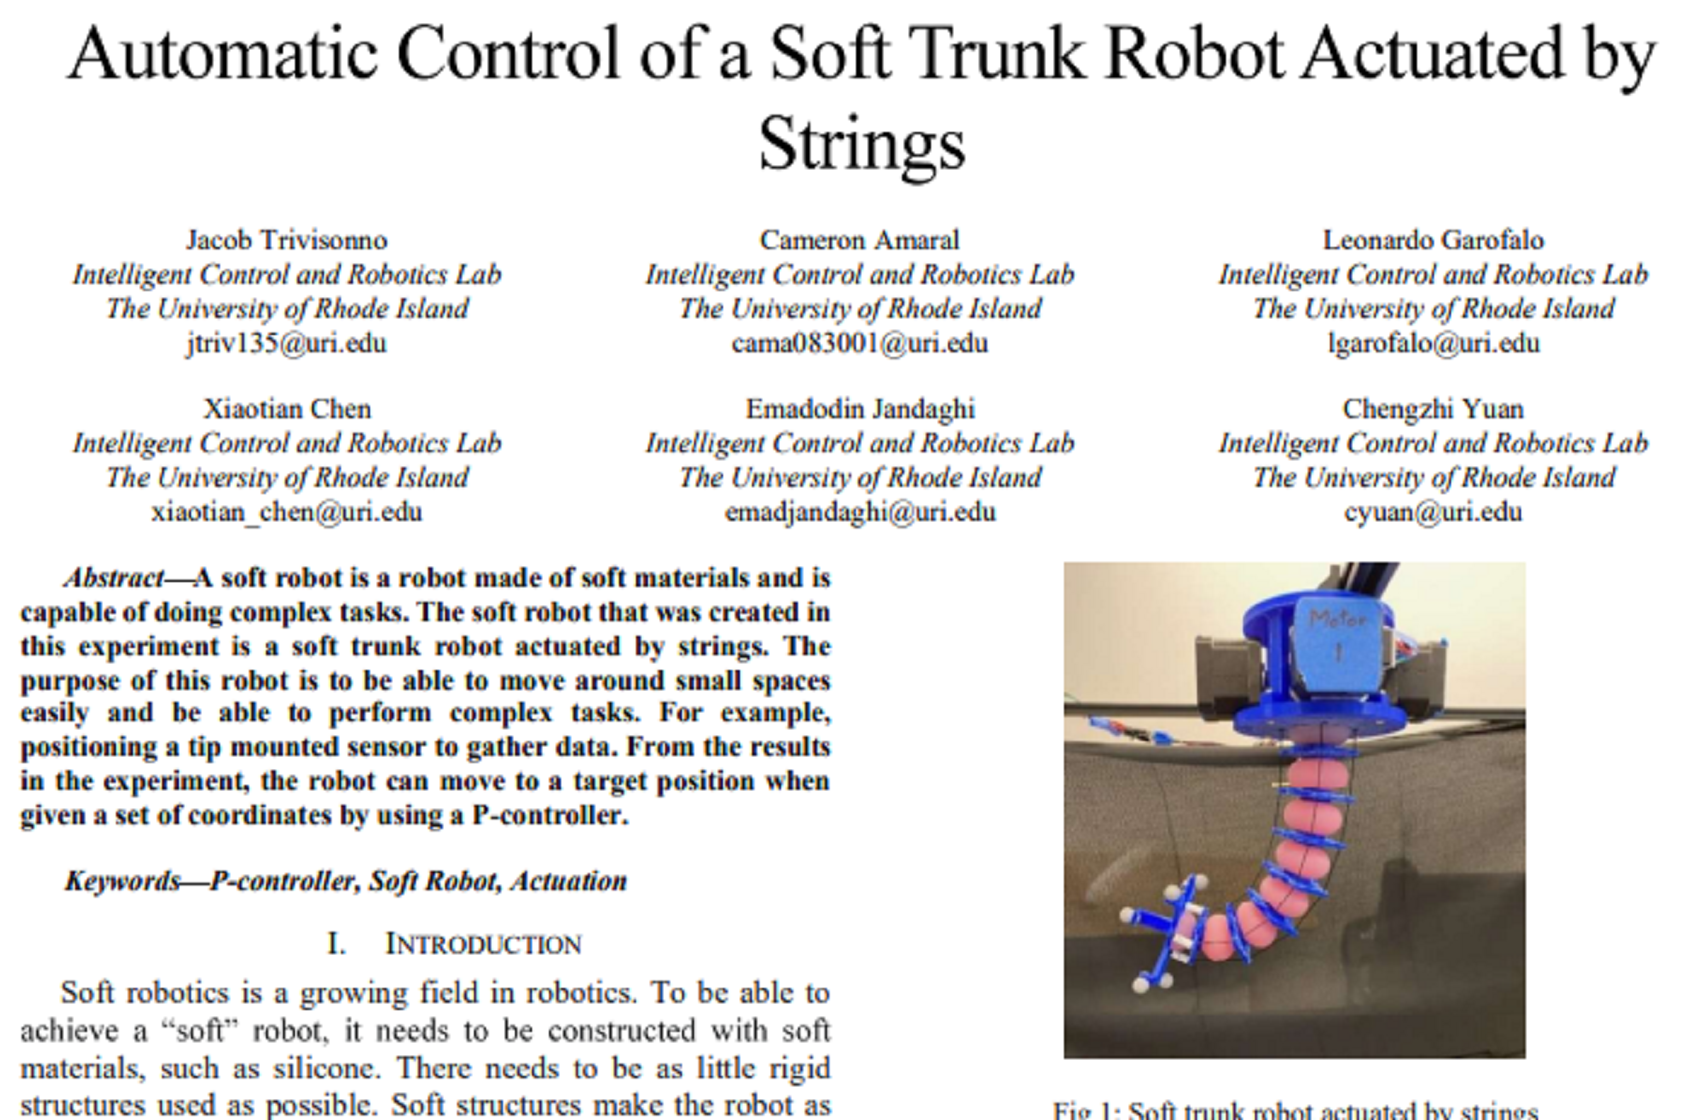 Automatic Control of a Soft Trunk Robot Actuated by
Strings
Jacob Trivisonno
Intelligent Control and Robotics Lab
The University of Rhode Island
jtriv135@uri.edu
Cameron Amaral
Intelligent Control and Robotics Lab
The University of Rhode Island
cama083001@uri.edu
Leonardo Garofalo
Intelligent Control and Robotics Lab
The University of Rhode Island
lgarofalo@uri.edu
Xiaotian Chen
Intelligent Control and Robotics Lab
The University of Rhode Island
xiaotian_chen@uri.edu
Emadodin Jandaghi
Intelligent Control and Robotics Lab
The University of Rhode Island
emadjandaghi@uri.edu
Chengzhi Yuan
Intelligent Control and Robotics Lab
The University of Rhode Island
cyuan@uri.edu
Abstract—A soft robot is a robot made of soft materials and is
capable of doing complex tasks. The soft robot that was created in
this experiment is a soft trunk robot actuated by strings. The
purpose of this robot is to be able to move around small spaces
easily and be able to perform complex tasks. For example,
positioning a tip mounted sensor to gather data. From the results
in the experiment, the robot can move to a target position when
given a set of coordinates by using a P-controller.
Keywords—P-controller, Soft Robot, Actuation
I. INTRODUCTION
Soft robotics is a growing field in robotics. To be able to
achieve a “soft” robot, it needs to be constructed with soft
materials, such as silicone. There needs to be as little rigid
structures used as possible. Soft structures make the robot as
Motor
1
Fig 1: Soft trunk robot actuated by strings